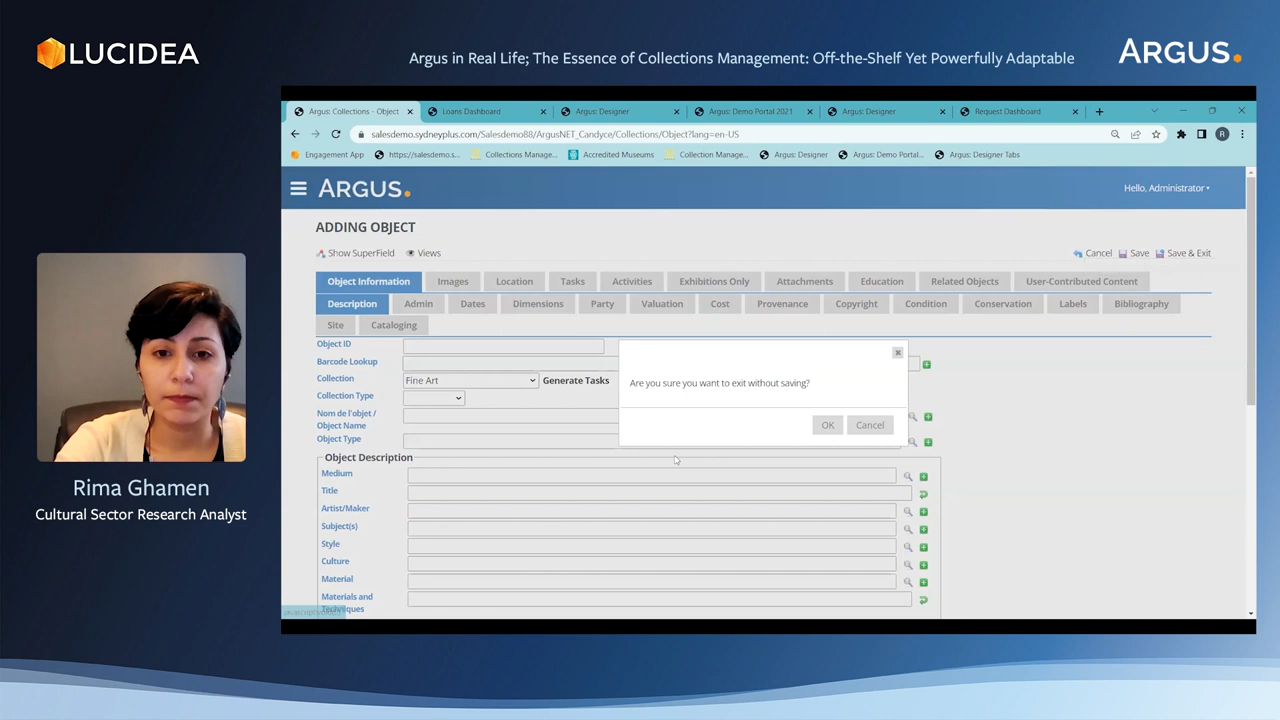 LUCIDEA
Argus in Real Life; The Essence of Collections Management: Off-the-Shelf Yet Powerfully Adaptable
ARGUS.
Argus: Collections - Object
Loans Dashboard
Argus: Designer
Argus: Demo Portal 2021
Argus: Designer
Request Dashboard
salesdemo.sydneyplus.com/Salesdemo88/ArgusNET_Candyce/Collections/Object?lang=en-US
R
Engagement App
https://salesdemo.s...
Collections Manage...
Accredited Museums
Collection Manage...
Argus: Designer
Argus: Demo Portal...
Argus: Designer Tabs
ARGUS.
Hello, Administrator
ADDING OBJECT
Show SuperField Views
Cancel Save Save & Exit
Object Information Images Location Tasks Activities Exhibitions Only Attachments Education Related Objects User-Contributed Content
Description Admin Dates Dimensions Party Valuation Cost Provenance Copyright Condition Conservation Labels Bibliography
Site Cataloging
Object ID
Barcode Lookup
Collection Fine Art Generate Tasks
Collection Type
Nom de l'objet /
Object Name
Object Type
Are you sure you want to exit without saving?
OK Cancel
Object Description
Medium
Title
Artist/Maker
Subject(s)
Style
Culture
Material
Materials and
Techniques
Rima Ghamen
Cultural Sector Research Analyst